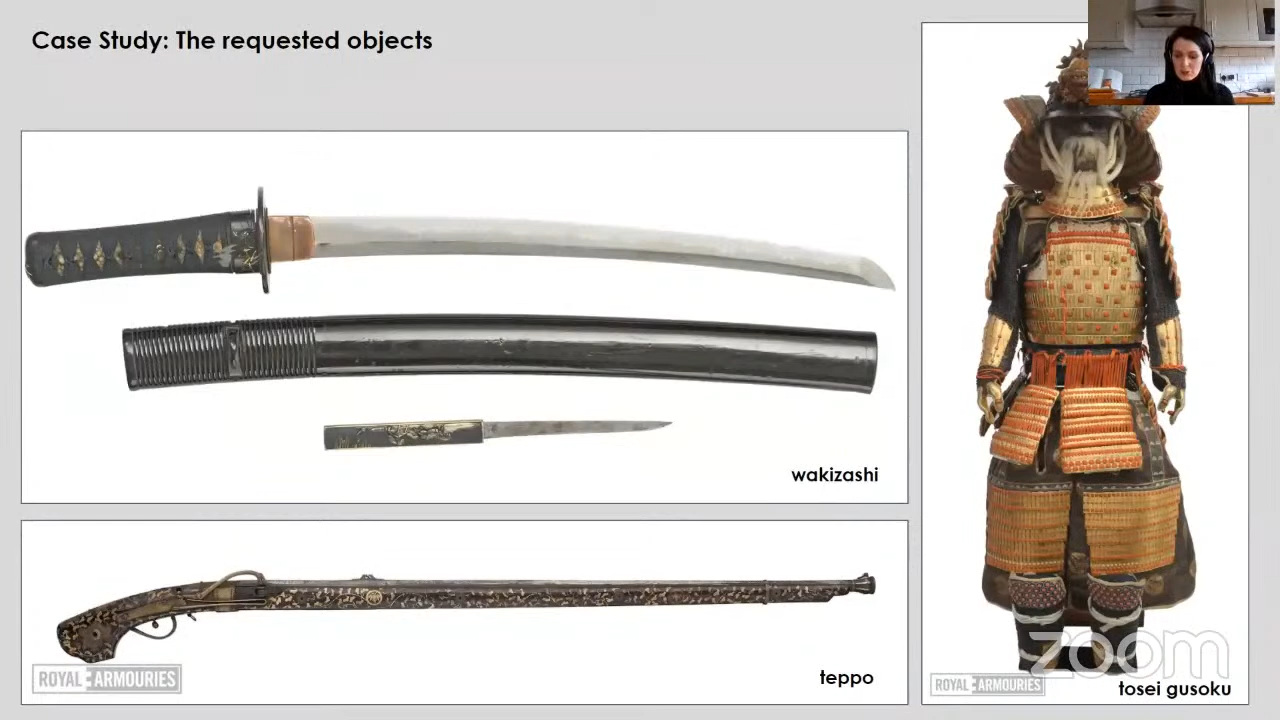 Case Study: The requested objects
wakizashi
ROYAL ARMOURIES
teppo
zoom
ROYAL ARMOURIES
tosei gusoku